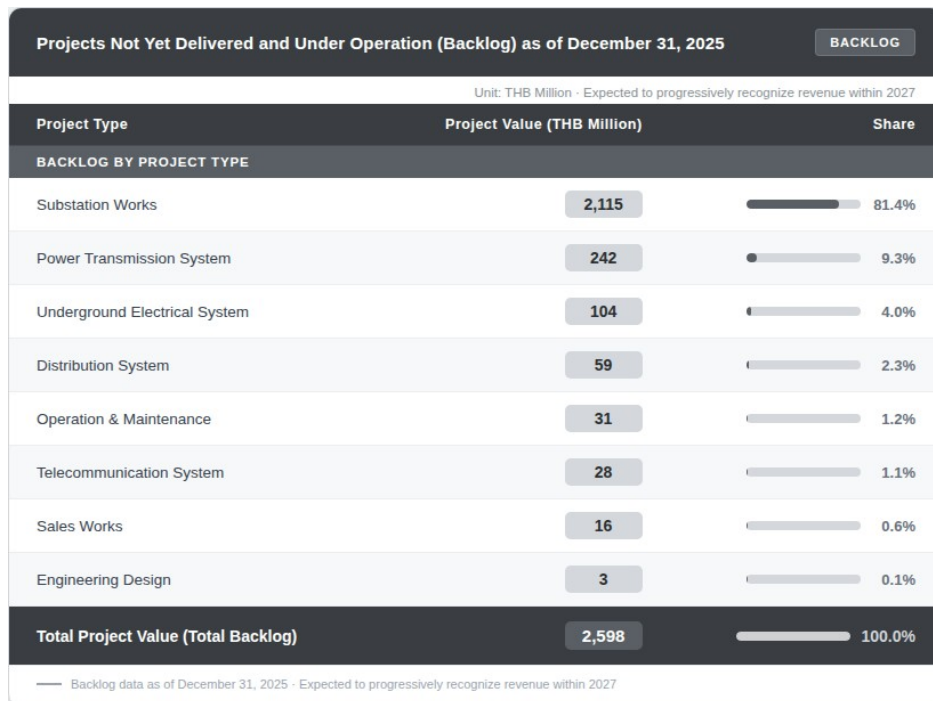 Projects Not Yet Delivered and Under Operation (Backlog) as of December 31, 2025 BACKLOG
Unit: THB Million · Expected to progressively recognize revenue within 2027
Project Type Project Value (THB Million) Share
BACKLOG BY PROJECT TYPE
Substation Works 2,115 81.4%
Power Transmission System 242 9.3%
Underground Electrical System 104 4.0%
Distribution System 59 2.3%
Operation & Maintenance 31 1.2%
Telecommunication System 28 1.1%
Sales Works 16 0.6%
Engineering Design 3 0.1%
Total Project Value (Total Backlog) 2,598 100.0%
Backlog data as of December 31, 2025 · Expected to progressively recognize revenue within 2027